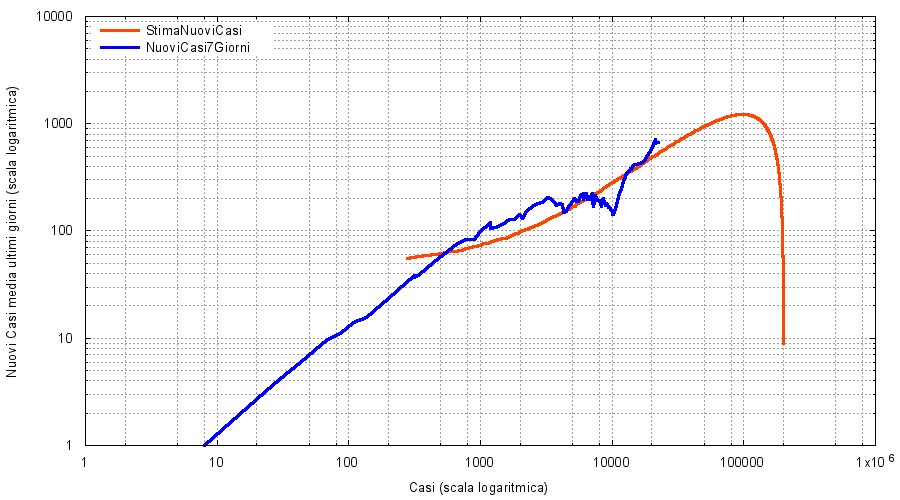 10000
StimaNuoviCasi
NuoviCasi7Giorni
1000
100
10
1
Nuovi Casi media ultimi giorni (scala logaritmica)
1 10 100 1000 10000 100000 1x10 6
Casi (scala logaritmica)